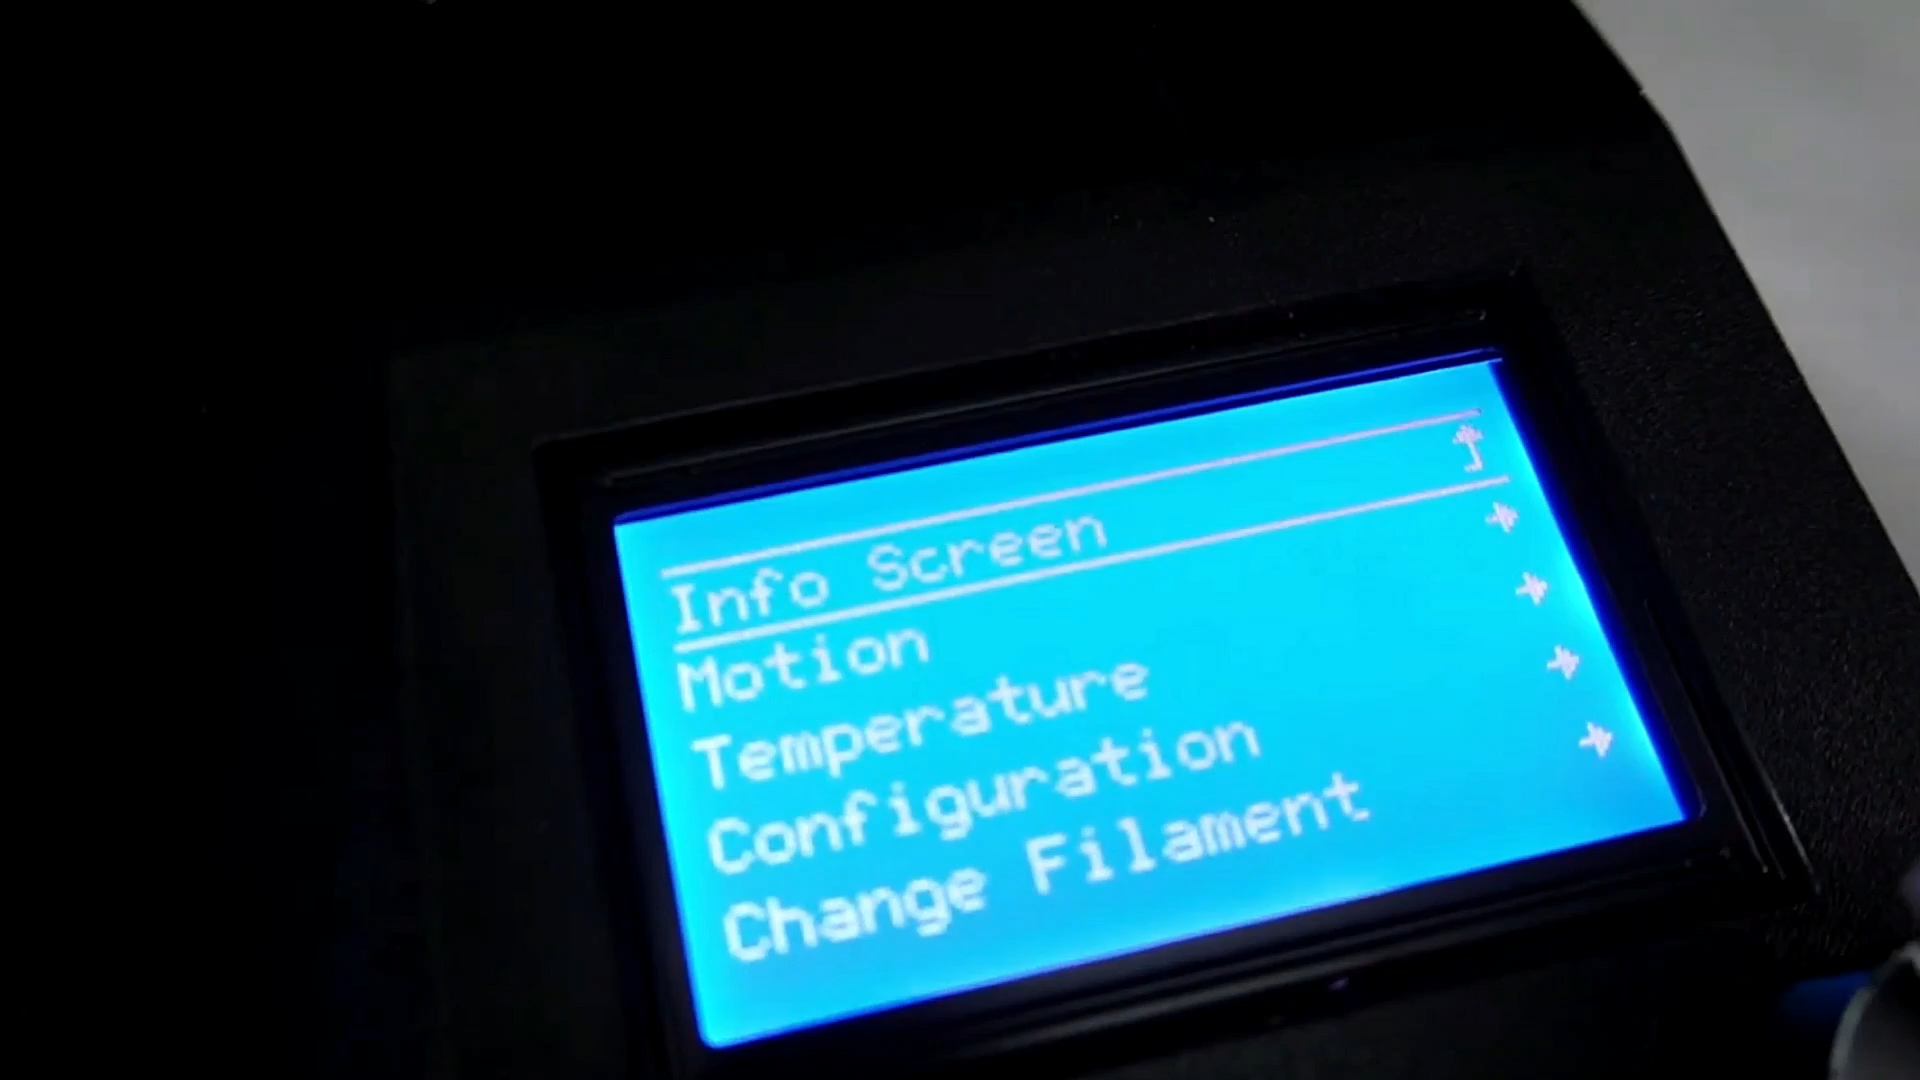 Info Screen
Motion
Temperature
Configuration
Change Filament